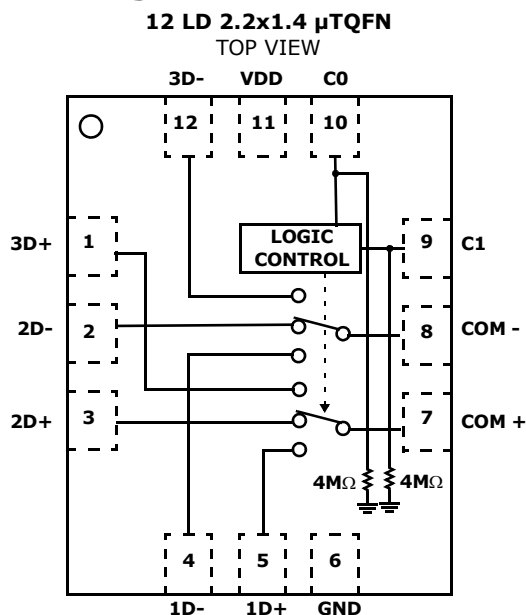 12 LD 2.2x1.4 µTQFN
TOP VIEW
3D- VDD C0
12 11 10
3D+ 1 LOGIC CONTROL 9 C1
2D- 2 8 COM -
2D+ 3 7 COM +
4MΩ 4MΩ
4 5 6
1D- 1D+ GND